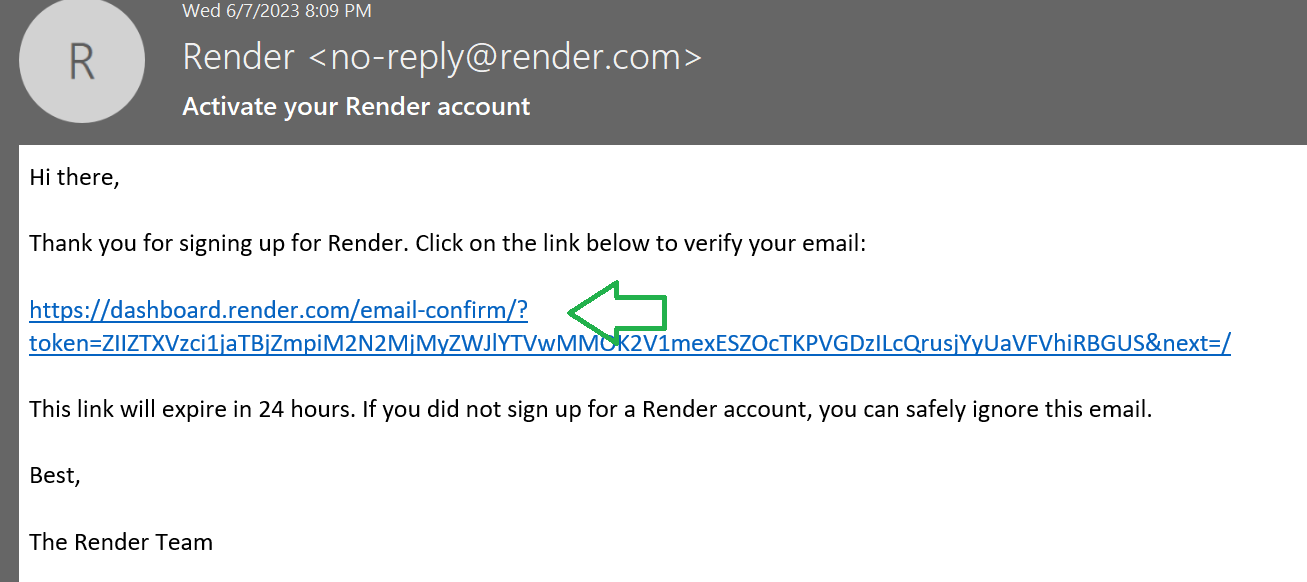 Wed 6/7/2023 8:09 PM
R
Render <no-reply@render.com>
Activate your Render account
Hi there,
Thank you for signing up for Render. Click on the link below to verify your email:
https://dashboard.render.com/email-confirm/?
token=ZIIZTXVzci1jaTBjZmpiM2N2MjMyZWJlYTVwMMOK2V1mexESZOcTKPVGDzILcQrusjYyUaVFVhiRBGUS&next=/
This link will expire in 24 hours. If you did not sign up for a Render account, you can safely ignore this email.
Best,
The Render Team